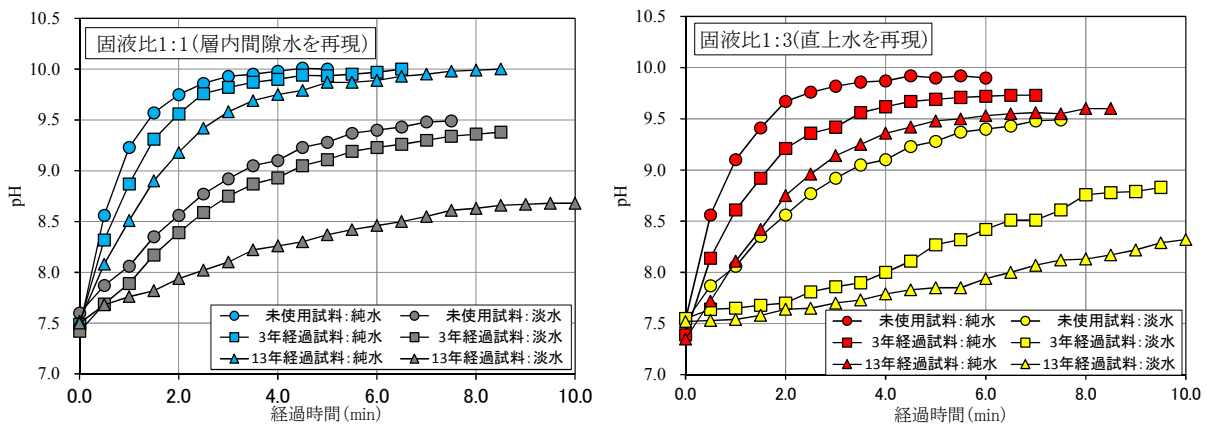 固液比1:1(層内間隙水を再現)
pH
10.5
10.0
9.5
9.0
8.5
8.0
7.5
7.0
未使用試料:純水 未使用試料:淡水
3年経過試料:純水 3年経過試料:淡水
13年経過試料:純水 13年経過試料:淡水
0.0 2.0 4.0 6.0 8.0 10.0
経過時間(min)
固液比1:3(直上水を再現)
pH
10.5
10.0
9.5
9.0
8.5
8.0
7.5
7.0
未使用試料:純水 未使用試料:淡水
3年経過試料:純水 3年経過試料:淡水
13年経過試料:純水 13年経過試料:淡水
0.0 2.0 4.0 6.0 8.0 10.0
経過時間(min)